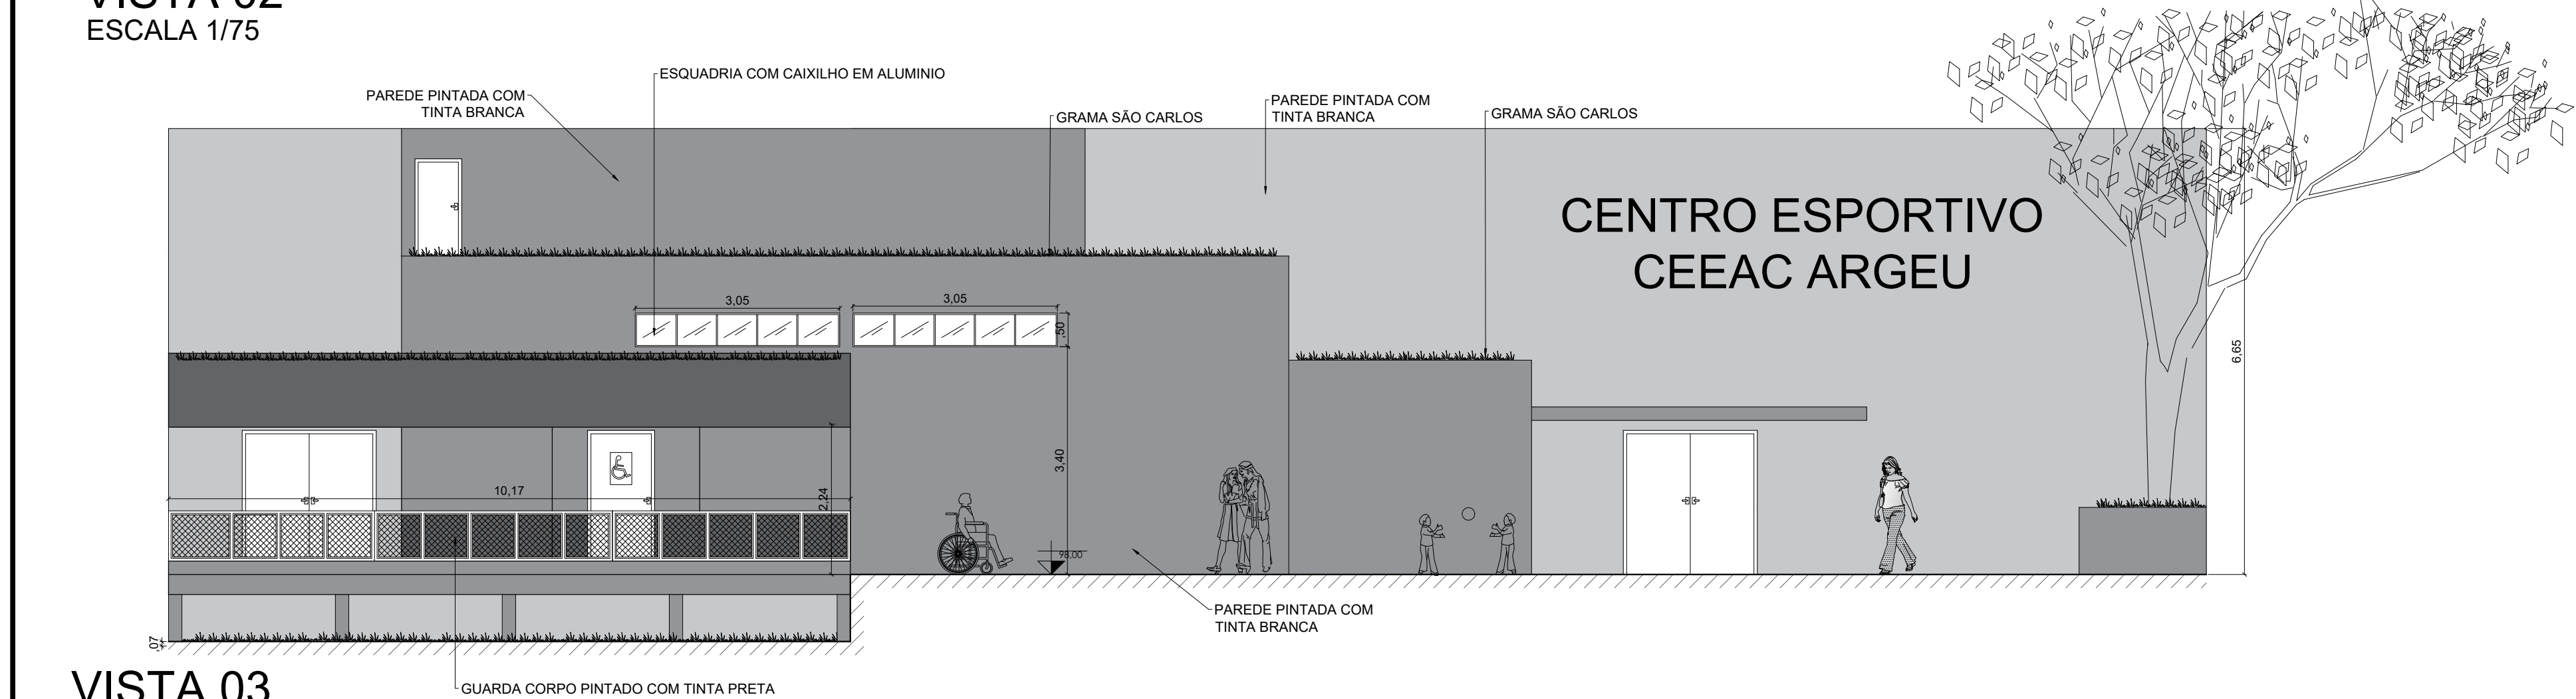 VISTA 02
ESCALA 1/75
ESQUADRIA COM CAIXILHO EM ALUMINIO
PAREDE PINTADA COM
TINTA BRANCA
GRAMA SÃO CARLOS
PAREDE PINTADA COM
TINTA BRANCA
GRAMA SÃO CARLOS
CENTRO ESPORTIVO
CEEAC ARGEU
3,05
3,05
,50
6,65
3,40
10,17
2,24
98,00
PAREDE PINTADA COM
TINTA BRANCA
,07
VISTA 03
GUARDA CORPO PINTADO COM TINTA PRETA